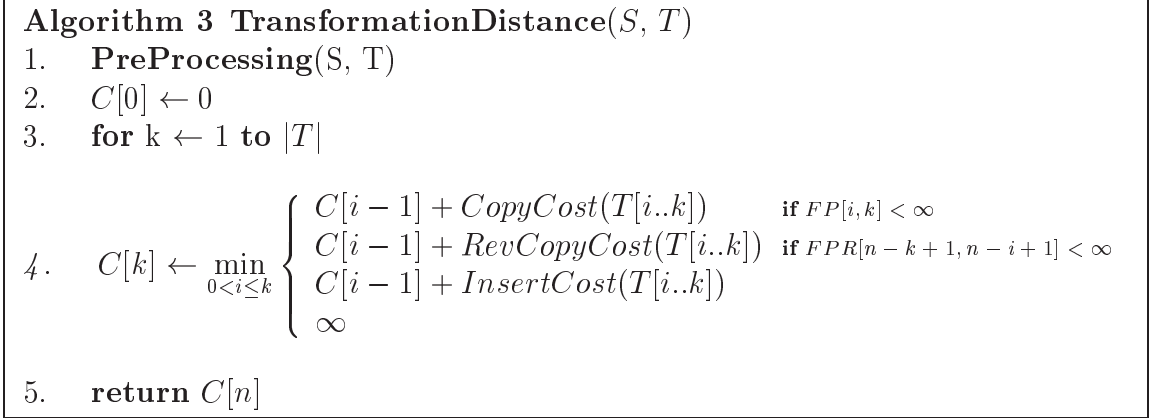 Algorithm 3 TransformationDistance(S, T)
1. PreProcessing(S, T)
2. C[0] ← 0
3. for k ← 1 to |T|
C[i − 1] + CopyCost(T[i..k]) if FP[i, k] < ∞
C[i − 1] + RevCopyCost(T[i..k]) if FPR[n − k + 1, n − i + 1] < ∞
4. C[k] ← min 0<i≤k {
C[i − 1] + InsertCost(T[i..k])
∞
5. return C[n]